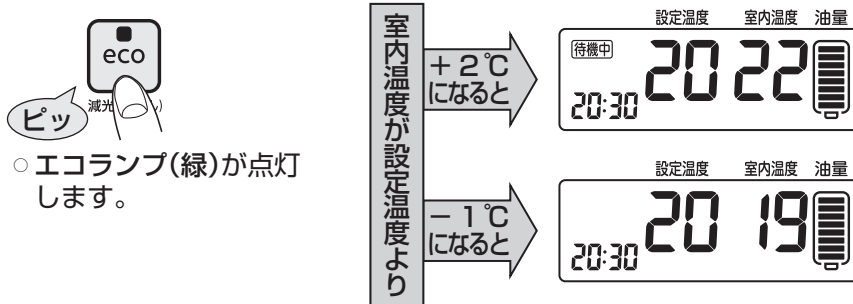 eco
減光
ピッ
○ エコランプ(緑)が点灯
します。
室内温度が設定温度より
+2℃
になると
設定温度 室内温度 油量
待機中
20:30 20 22
-1℃
になると
設定温度 室内温度 油量
20:30 20 19